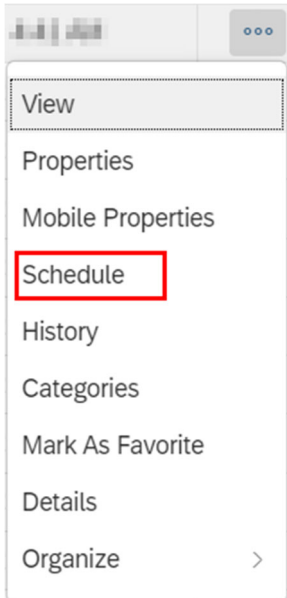 View
Properties
Mobile Properties
Schedule
History
Categories
Mark As Favorite
Details
Organize